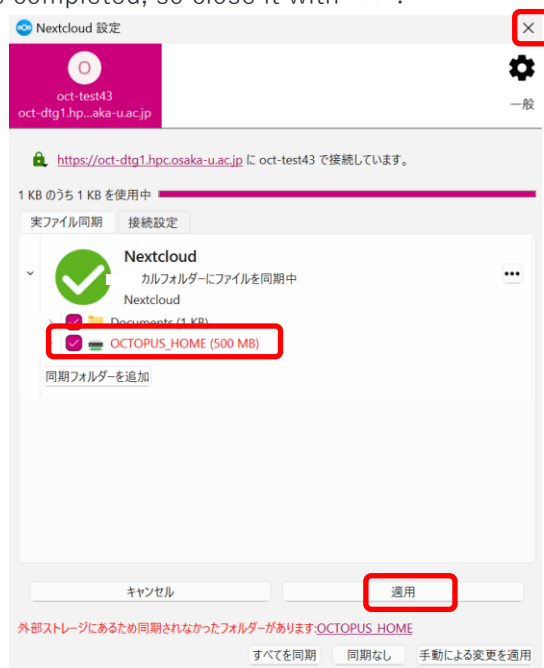 completed, so close it with
Nextcloud 設定
O
oct-test43
oct-dtg1.hp...aka-u.ac.jp
一般
https://oct-dtg1.hpc.osaka-u.ac.jp に oct-test43 で接続しています。
1 KB のうち 1 KB を使用中
実ファイル同期 接続設定
Nextcloud
カルフォルダーにファイルを同期中
Nextcloud
Documents (1 KB)
OCTOPUS_HOME (500 MB)
同期フォルダーを追加
キャンセル 適用
外部ストレージにあるため同期されなかったフォルダーがあります:OCTOPUS_HOME
すべてを同期 同期なし 手動による変更を適用